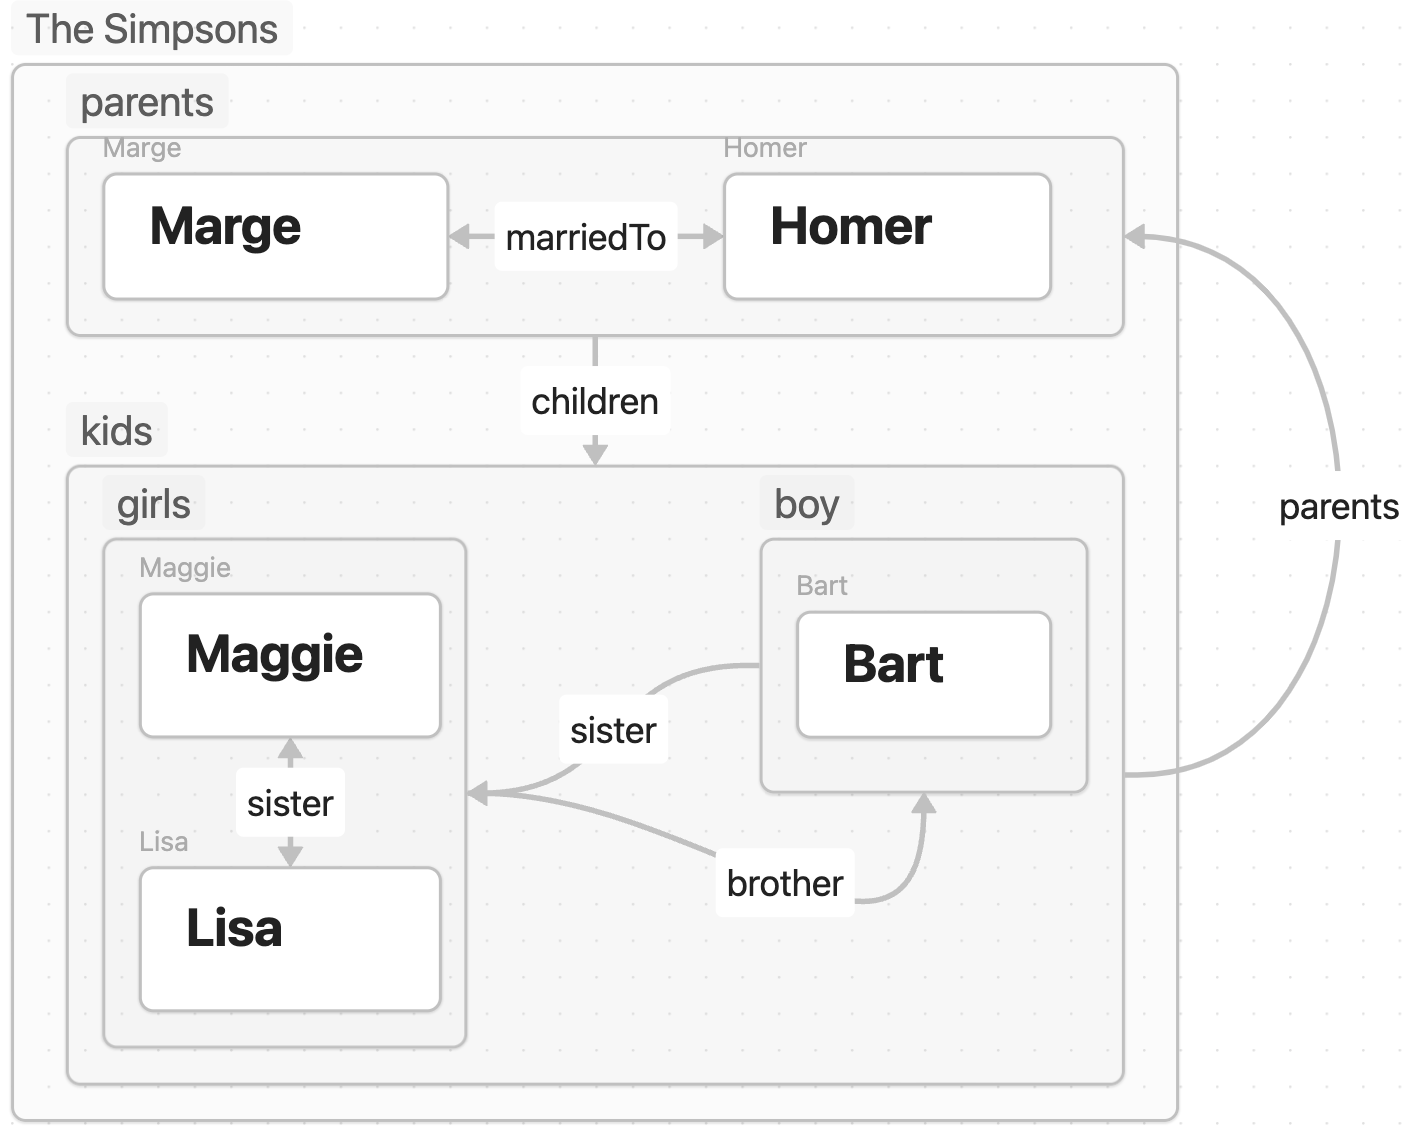 The Simpsons
parents
Marge
Homer
Marge
marriedTo
Homer
children
kids
girls
boy
Maggie
Bart
Maggie
Bart
sister
sister
Lisa
Lisa
brother
parents